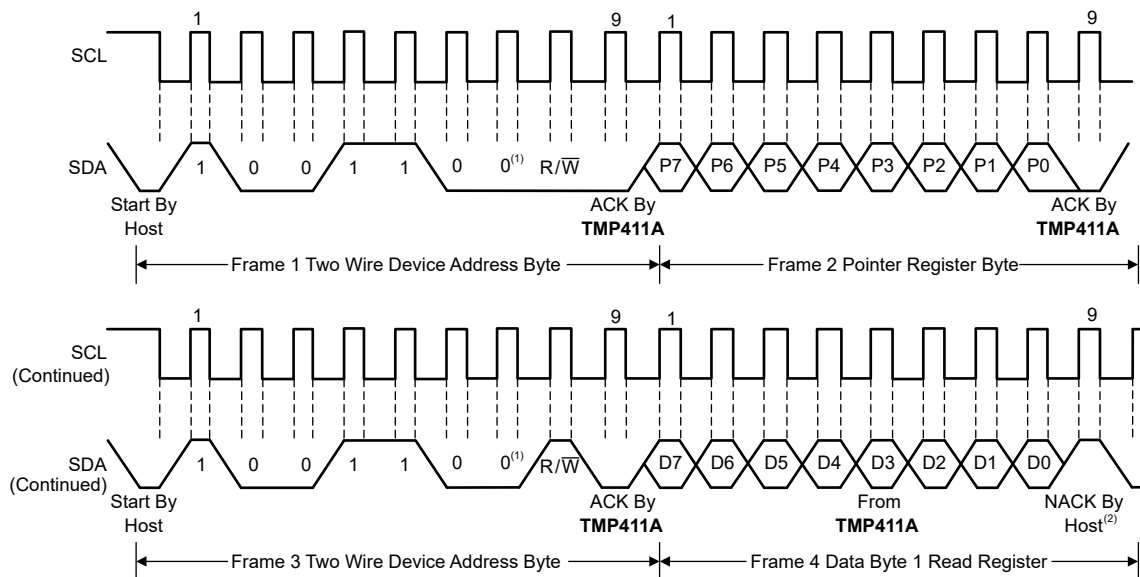 1 9 1 9
SCL
SDA 1 0 0 1 1 0 0(1) R/W̅ P7 P6 P5 P4 P3 P2 P1 P0
Start By
Host
ACK By
TMP411A
ACK By
TMP411A
Frame 1 Two Wire Device Address Byte
Frame 2 Pointer Register Byte
1 9 1 9
SCL
(Continued)
SDA
(Continued)
1 0 0 1 1 0 0(1) R/W̅ D7 D6 D5 D4 D3 D2 D1 D0
Start By
Host
ACK By
TMP411A
From
TMP411A
NACK By
Host(2)
Frame 3 Two Wire Device Address Byte
Frame 4 Data Byte 1 Read Register